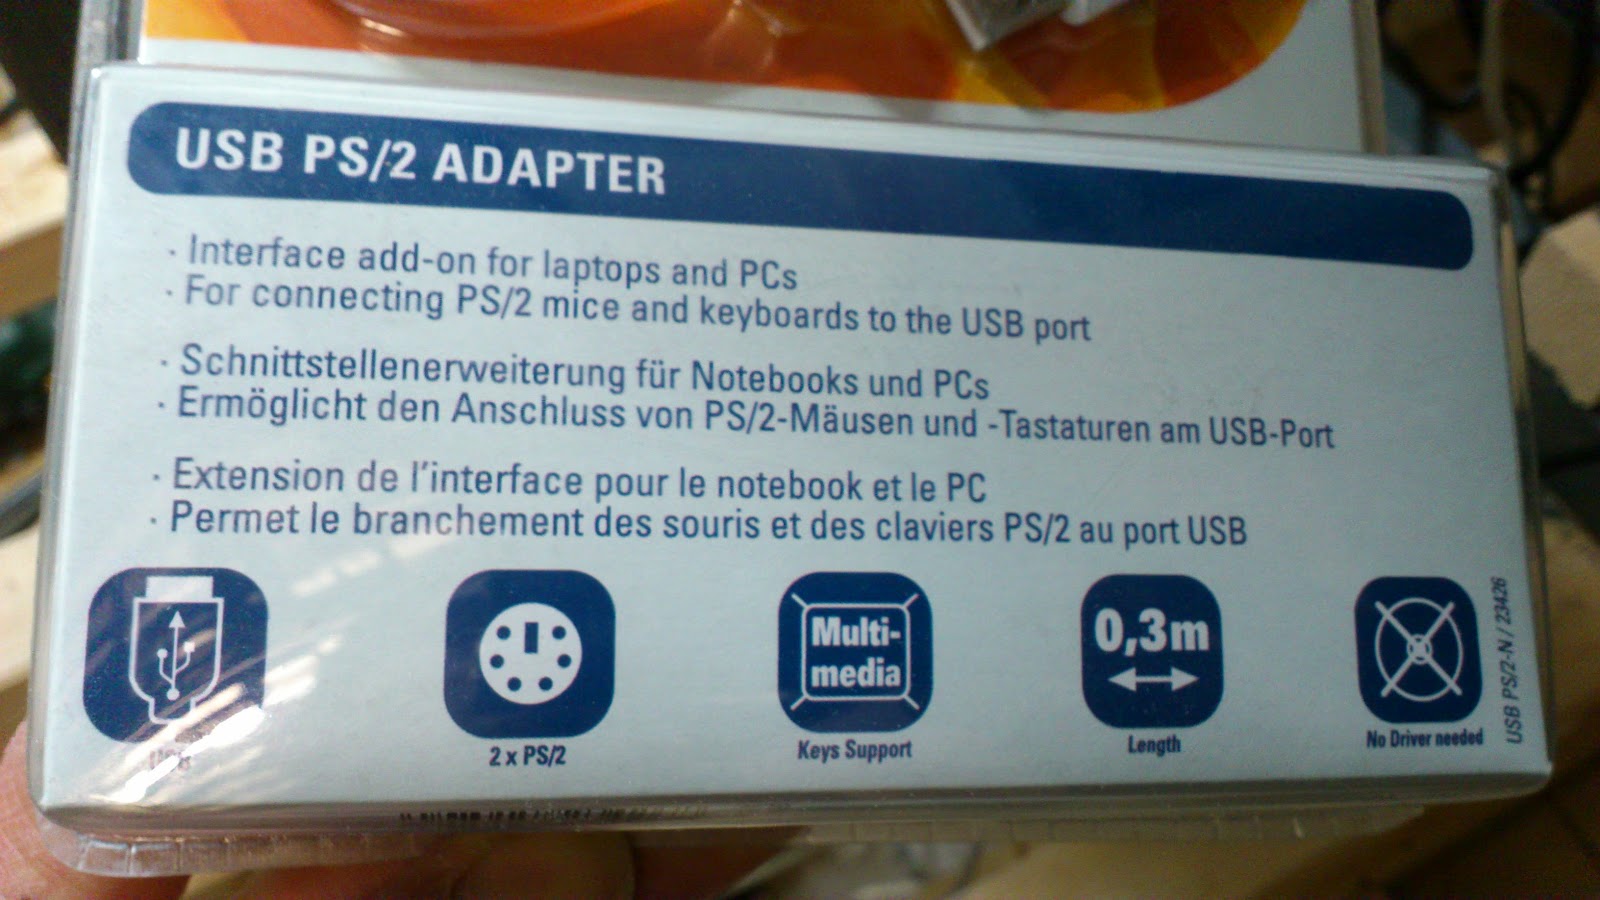 USB PS/2 ADAPTER
· Interface add-on for laptops and PCs
· For connecting PS/2 mice and keyboards to the USB port
· Schnittstellenerweiterung für Notebooks und PCs
· Ermöglicht den Anschluss von PS/2-Mäusen und -Tastaturen am USB-Port
· Extension de l'interface pour le notebook et le PC
· Permet le branchement des souris et des claviers PS/2 au port USB
Multi-
media
0,3m
2 x PS/2
Keys Support
Length
No Driver needed
USB PS/2-N / 23426